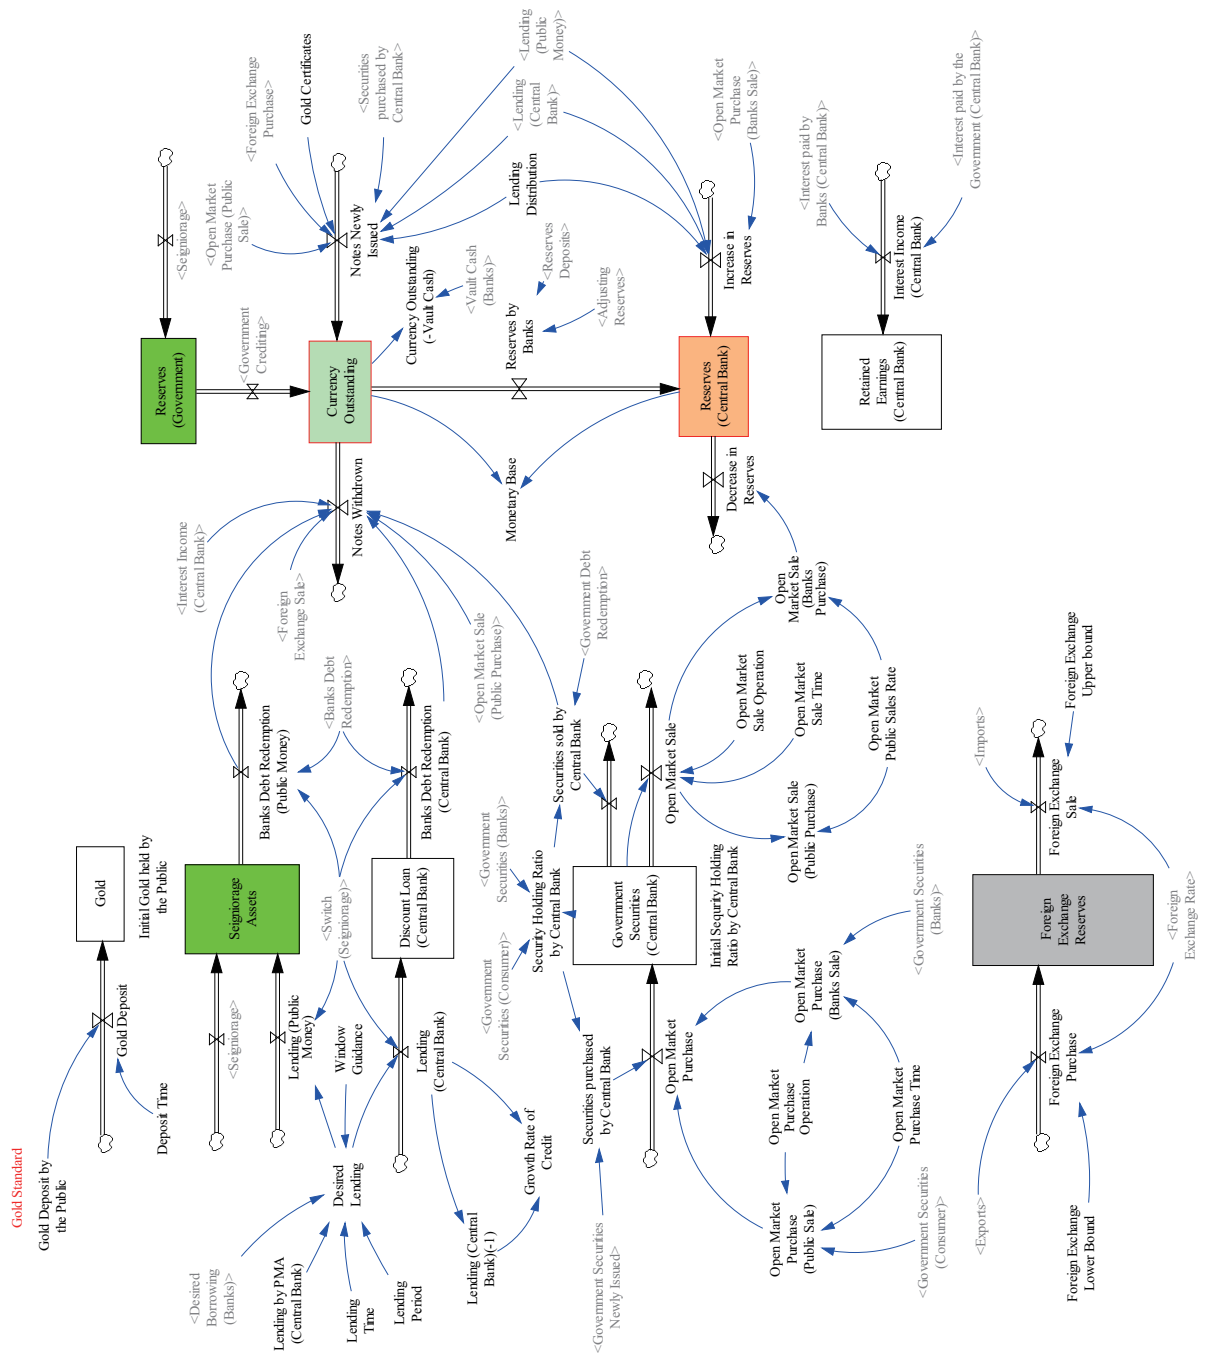 Gold Standard
Gold Deposit by
the Public
Deposit Time
Gold Deposit
Gold
Initial Gold held by
the Public
<Seigniorage>
Seigniorage
Assets
Banks Debt Redemption
(Public Money)
Lending (Public
Money)
<Switch
(Seigniorage)>
<Banks Debt
Redemption>
Window
Guidance
Desired
Lending
<Desired
Borrowing
(Banks)>
Lending by PMA
(Central Bank)
Lending
Time
Lending
Period
Lending
(Central Bank)
Discount Loan
(Central Bank)
Banks Debt Redemption
(Central Bank)
Lending (Central
Bank)(-1)
Growth Rate of
Credit
<Interest Income
(Central Bank)>
<Foreign
Exchange Sale>
<Open Market Sale
(Public Purchase)>
Notes Withdrawn
<Seigniorage>
Reserves
(Government)
<Government
Crediting>
<Open Market
Purchase (Public
Sale)>
<Foreign Exchange
Purchase>
Gold Certificates
<Securities
purchased by
Central Bank>
<Lending
(Public
Money)>
<Lending
(Central
Bank)>
Lending
Distribution
Notes Newly
Issued
Currency
Outstanding
Currency Outstanding
(-Vault Cash)
<Vault Cash
(Banks)>
Reserves by
Banks
<Reserves
Deposits>
<Adjusting
Reserves>
Monetary Base
Increase in
Reserves
<Open Market
Purchase
(Banks Sale)>
Reserves
(Central Bank)
Decrease in
Reserves
<Interest paid by
Banks (Central Bank)>
<Interest paid by the
Government (Central Bank)>
Interest Income
(Central Bank)
Retained
Earnings
(Central Bank)
<Government
Securities (Consumer)>
<Government
Securities (Banks)>
Security Holding Ratio
by Central Bank
Securities sold by
Central Bank
<Government Debt
Redemption>
<Government Securities
Newly Issued>
Securities purchased
by Central Bank
Government
Securities
(Central Bank)
Initial Sequrity Holding
Ratio by Central Bank
Open Market
Purchase
Open Market Sale
Open Market
Sale Operation
Open Market
Sale Time
Open
Market Sale
(Banks
Purchase)
Open Market Sale
(Public Purchase)
Open Market
Public Sales Rate
Open Market
Purchase
(Public Sale)
Open Market
Purchase
Operation
Open Market
Purchase
(Banks Sale)
Open Market
Purchase Time
<Government Securities
(Consumer)>
<Government Securities
(Banks)>
<Exports>
Foreign Exchange
Lower Bound
Foreign Exchange
Purchase
Foreign
Exchange
Reserves
<Foreign
Exchange Rate>
<Imports>
Foreign Exchange
Sale
Foreign Exchange
Upper bound